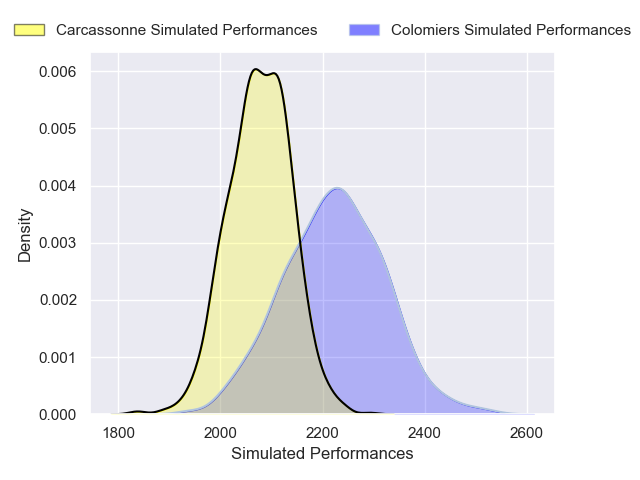 Carcassonne Simulated Performances
Colomiers Simulated Performances
0.006
0.005
0.004
0.003
0.002
0.001
0.000
Density
1800 2000 2200 2400 2600
Simulated Performances